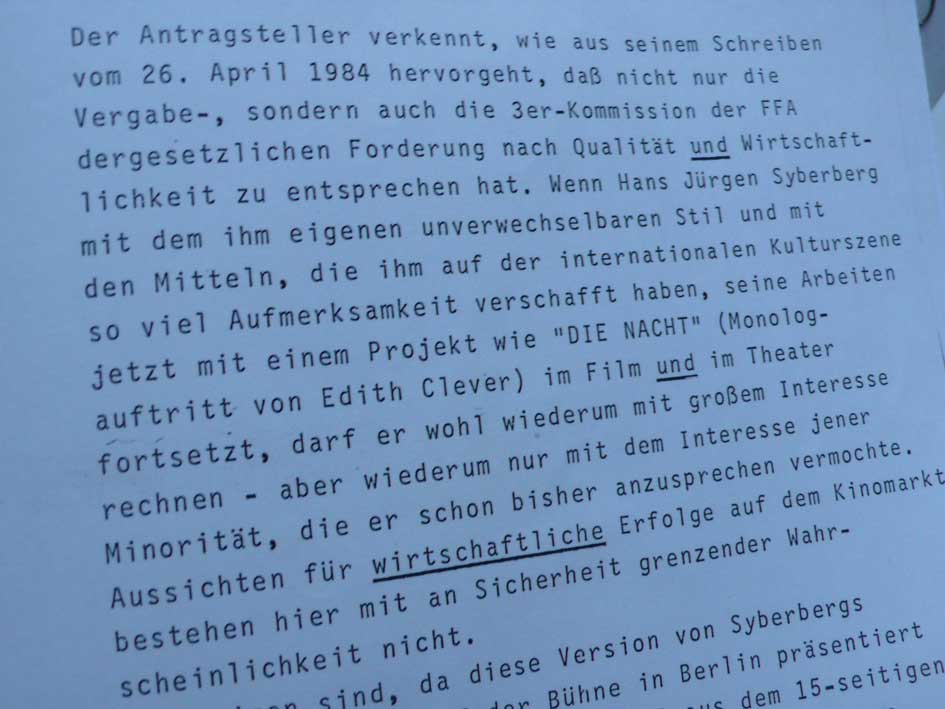 Der Antragsteller verkennt, wie aus seinem Schreiben
vom 26. April 1984 hervorgeht, daß nicht nur die
Vergabe-, sondern auch die 3er-Kommission der FFA
dergesetzlichen Forderung nach Qualität und Wirtschaft-
lichkeit zu entsprechen hat. Wenn Hans Jürgen Syberberg
mit dem ihm eigenen unverwechselbaren Stil und mit
den Mitteln, die ihm auf der internationalen Kulturszene
so viel Aufmerksamkeit verschafft haben, seine Arbeiten
jetzt mit einem Projekt wie "DIE NACHT" (Monolog-
auftritt von Edith Clever) im Film und im Theater
fortsetzt, darf er wohl wiederum mit großem Interesse
rechnen - aber wiederum nur mit dem Interesse jener
Minorität, die er schon bisher anzusprechen vermochte.
Aussichten für wirtschaftliche Erfolge auf dem Kinomarkt
bestehen hier mit an Sicherheit grenzender Wahr-
scheinlichkeit nicht.
sind, da diese Version von Syberbergs
der Bühne in Berlin präsentiert
aus dem 15-seitigen